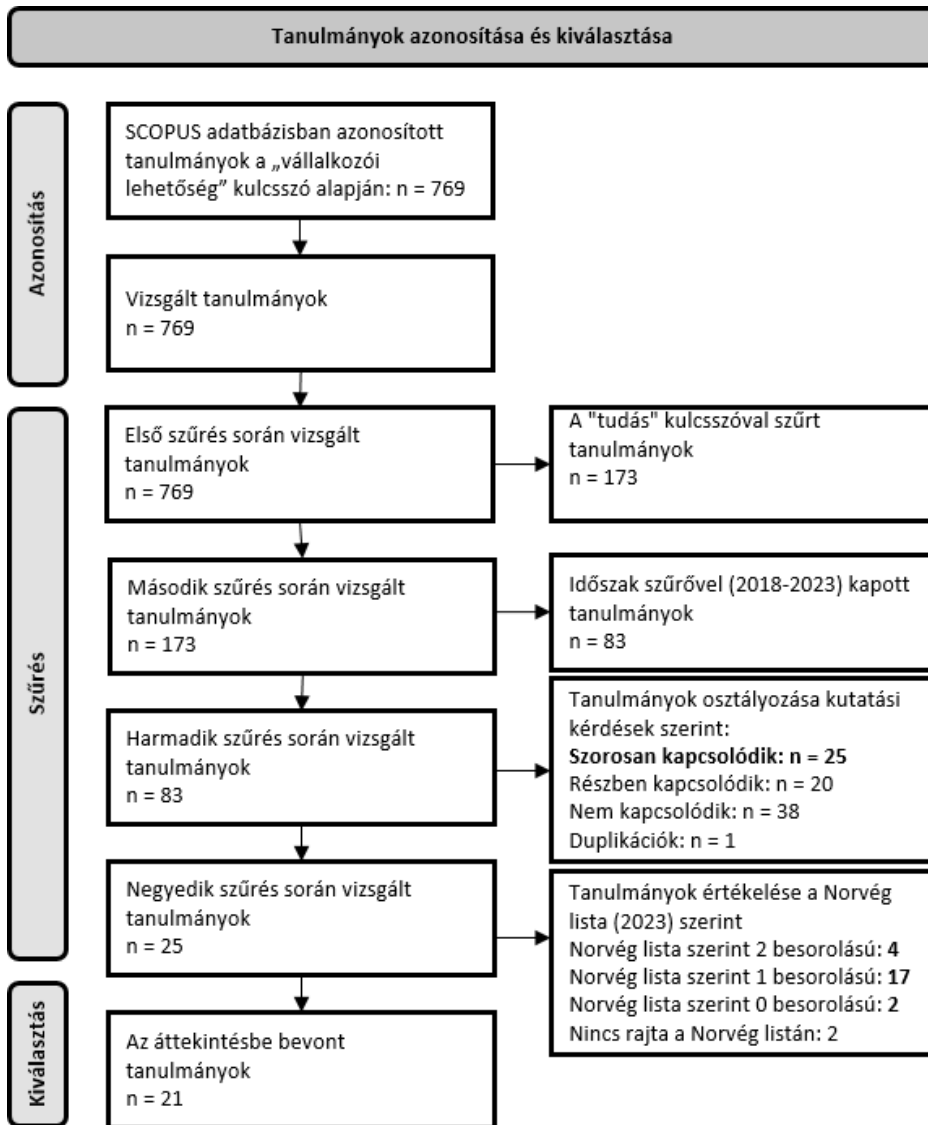 Tanulmányok azonosítása és kiválasztása
Azonosítás
SCOPUS adatbázisban azonosított
tanulmányok a „vállalkozói
lehetőség” kulcsszó alapján: n = 769
Vizsgált tanulmányok
n = 769
Szűrés
Első szűrés során vizsgált
tanulmányok
n = 769
A "tudás" kulcsszóval szűrt
tanulmányok
n = 173
Második szűrés során vizsgált
tanulmányok
n = 173
Időszak szűrővel (2018-2023) kapott
tanulmányok
n = 83
Harmadik szűrés során vizsgált
tanulmányok
n = 83
Tanulmányok osztályozása kutatási
kérdések szerint:
Szorosan kapcsolódik: n = 25
Részben kapcsolódik: n = 20
Nem kapcsolódik: n = 38
Duplikációk: n = 1
Negyedik szűrés során vizsgált
tanulmányok
n = 25
Tanulmányok értékelése a Norvég
lista (2023) szerint
Norvég lista szerint 2 besorolású: 4
Norvég lista szerint 1 besorolású: 17
Norvég lista szerint 0 besorolású: 2
Nincs rajta a Norvég listán: 2
Kiválasztás
Az áttekintésbe bevont
tanulmányok
n = 21